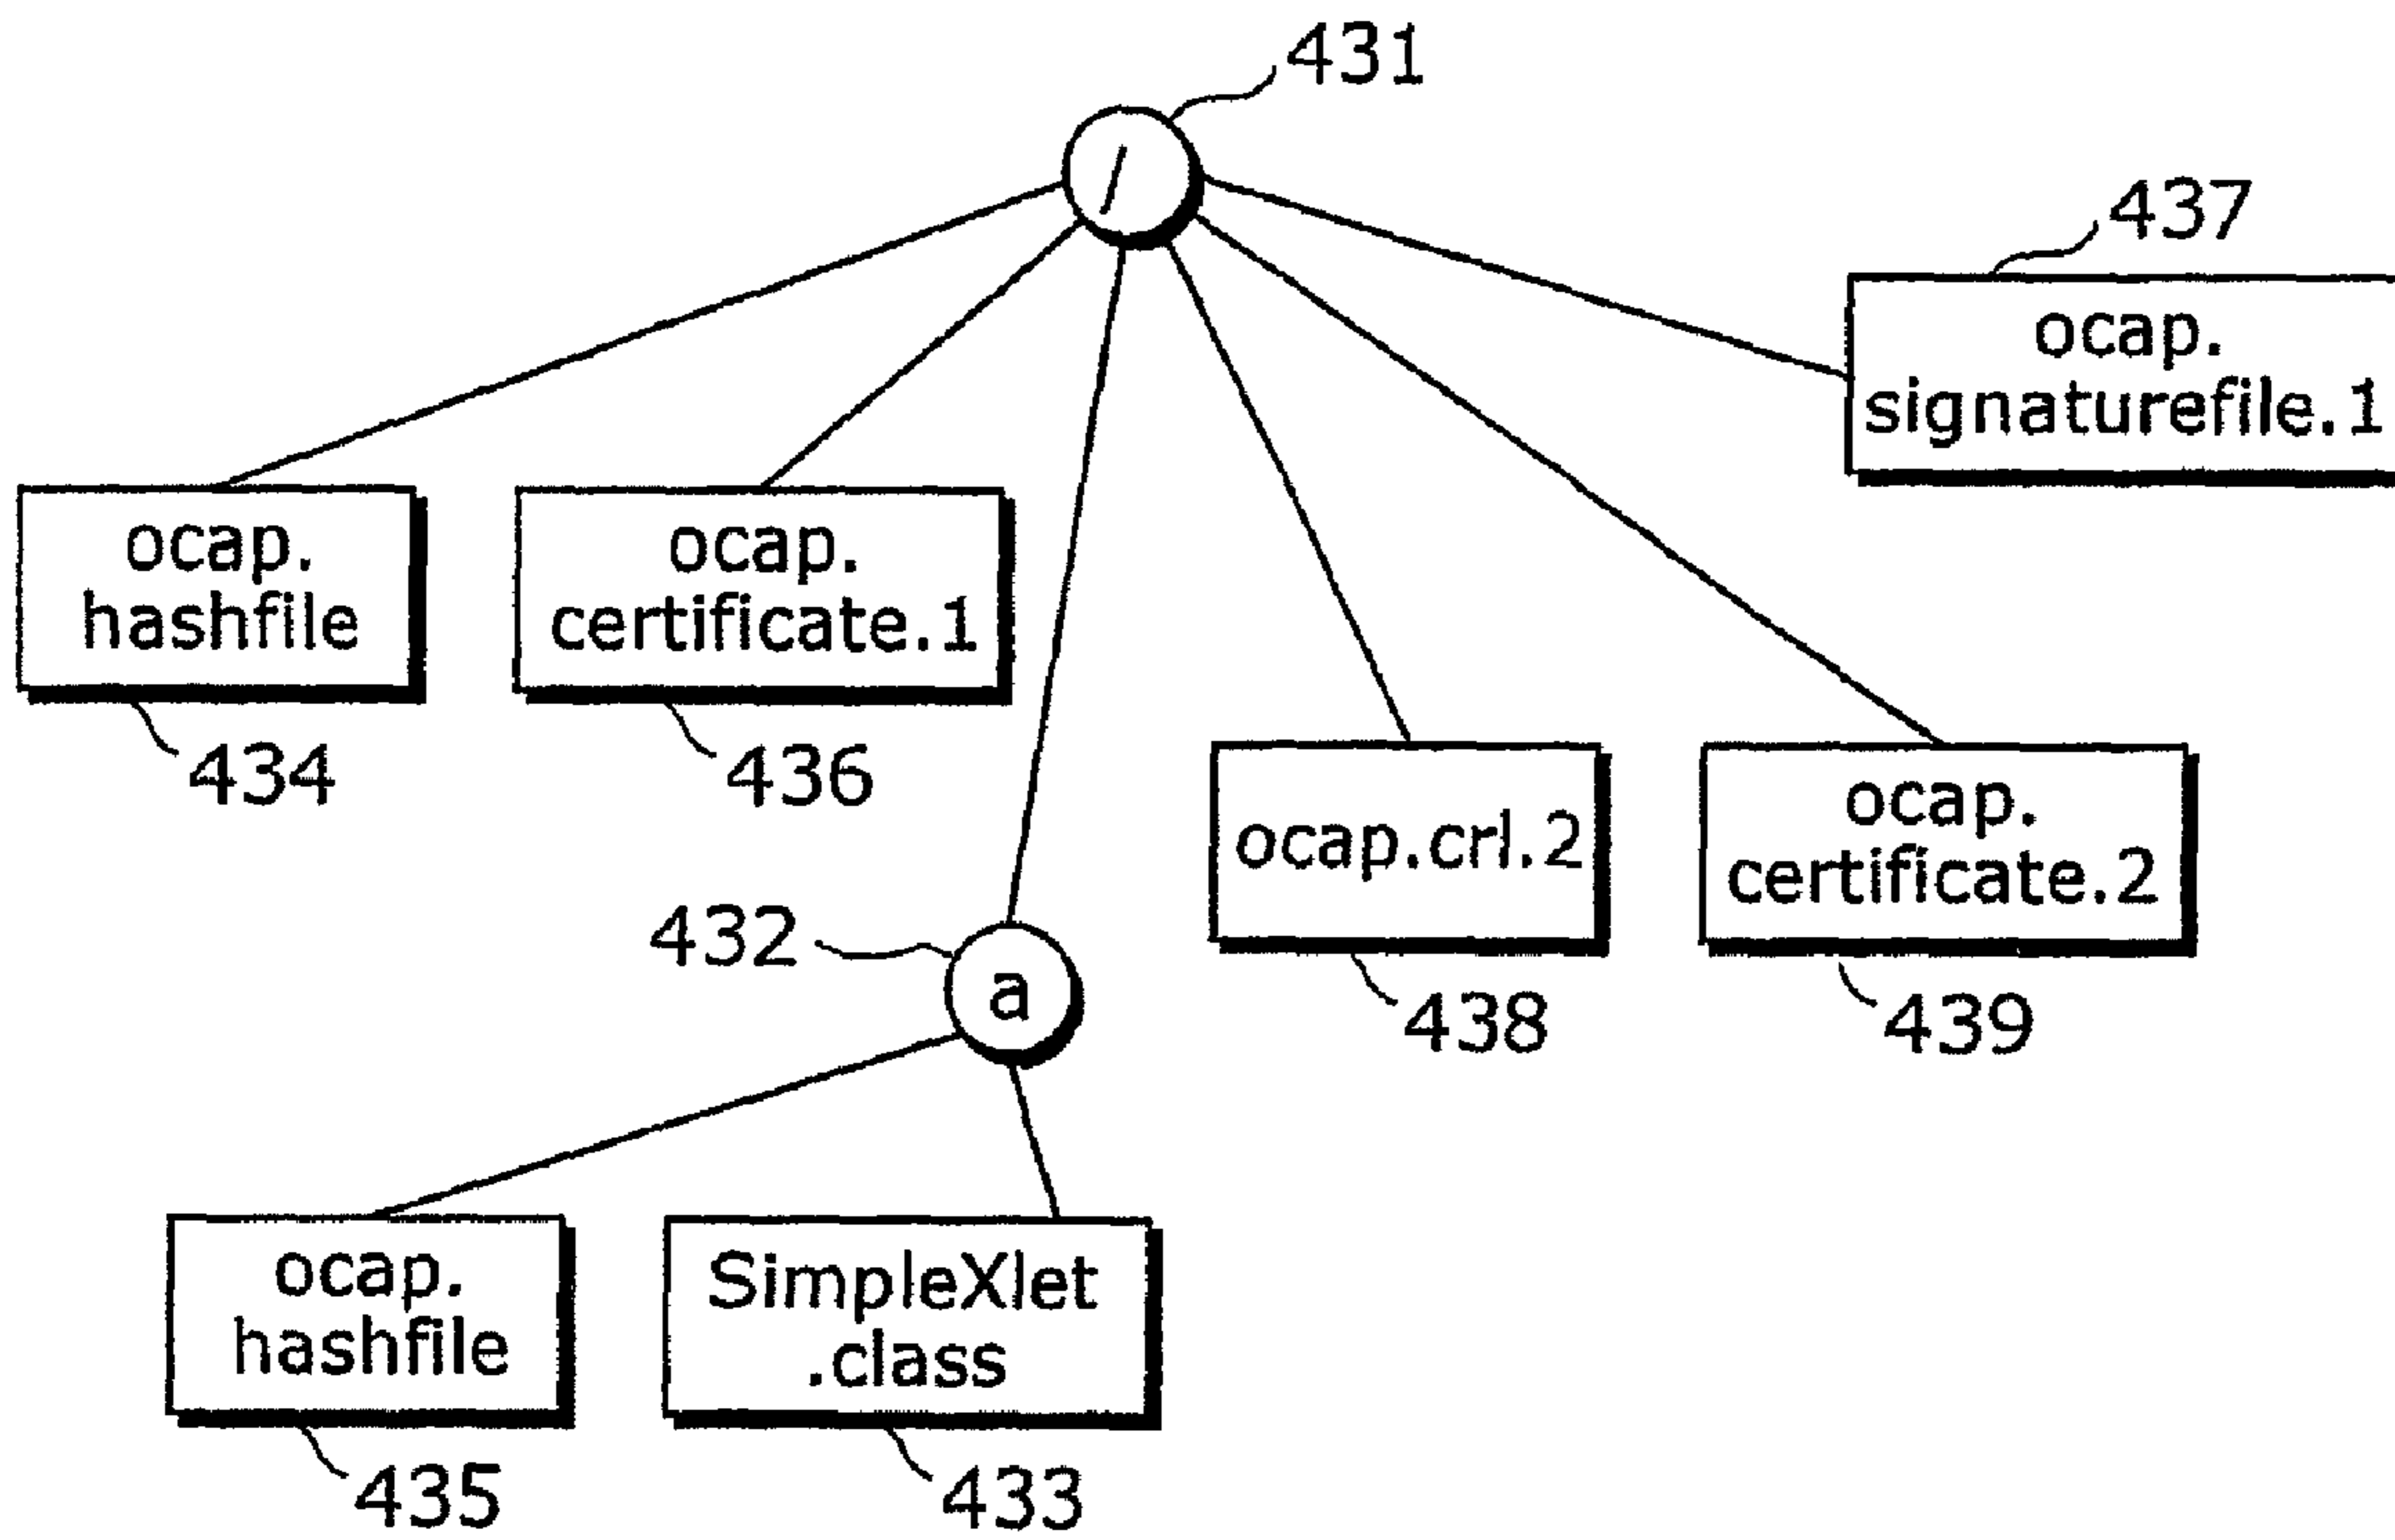 431
/
437
ocap.
signaturefile.1
ocap.
hashfile
ocap.
certificate.1
434
436
ocap.crl.2
ocap.
certificate.2
432
a
438
439
ocap.
hashfile
SimpleXlet
.class
435
433